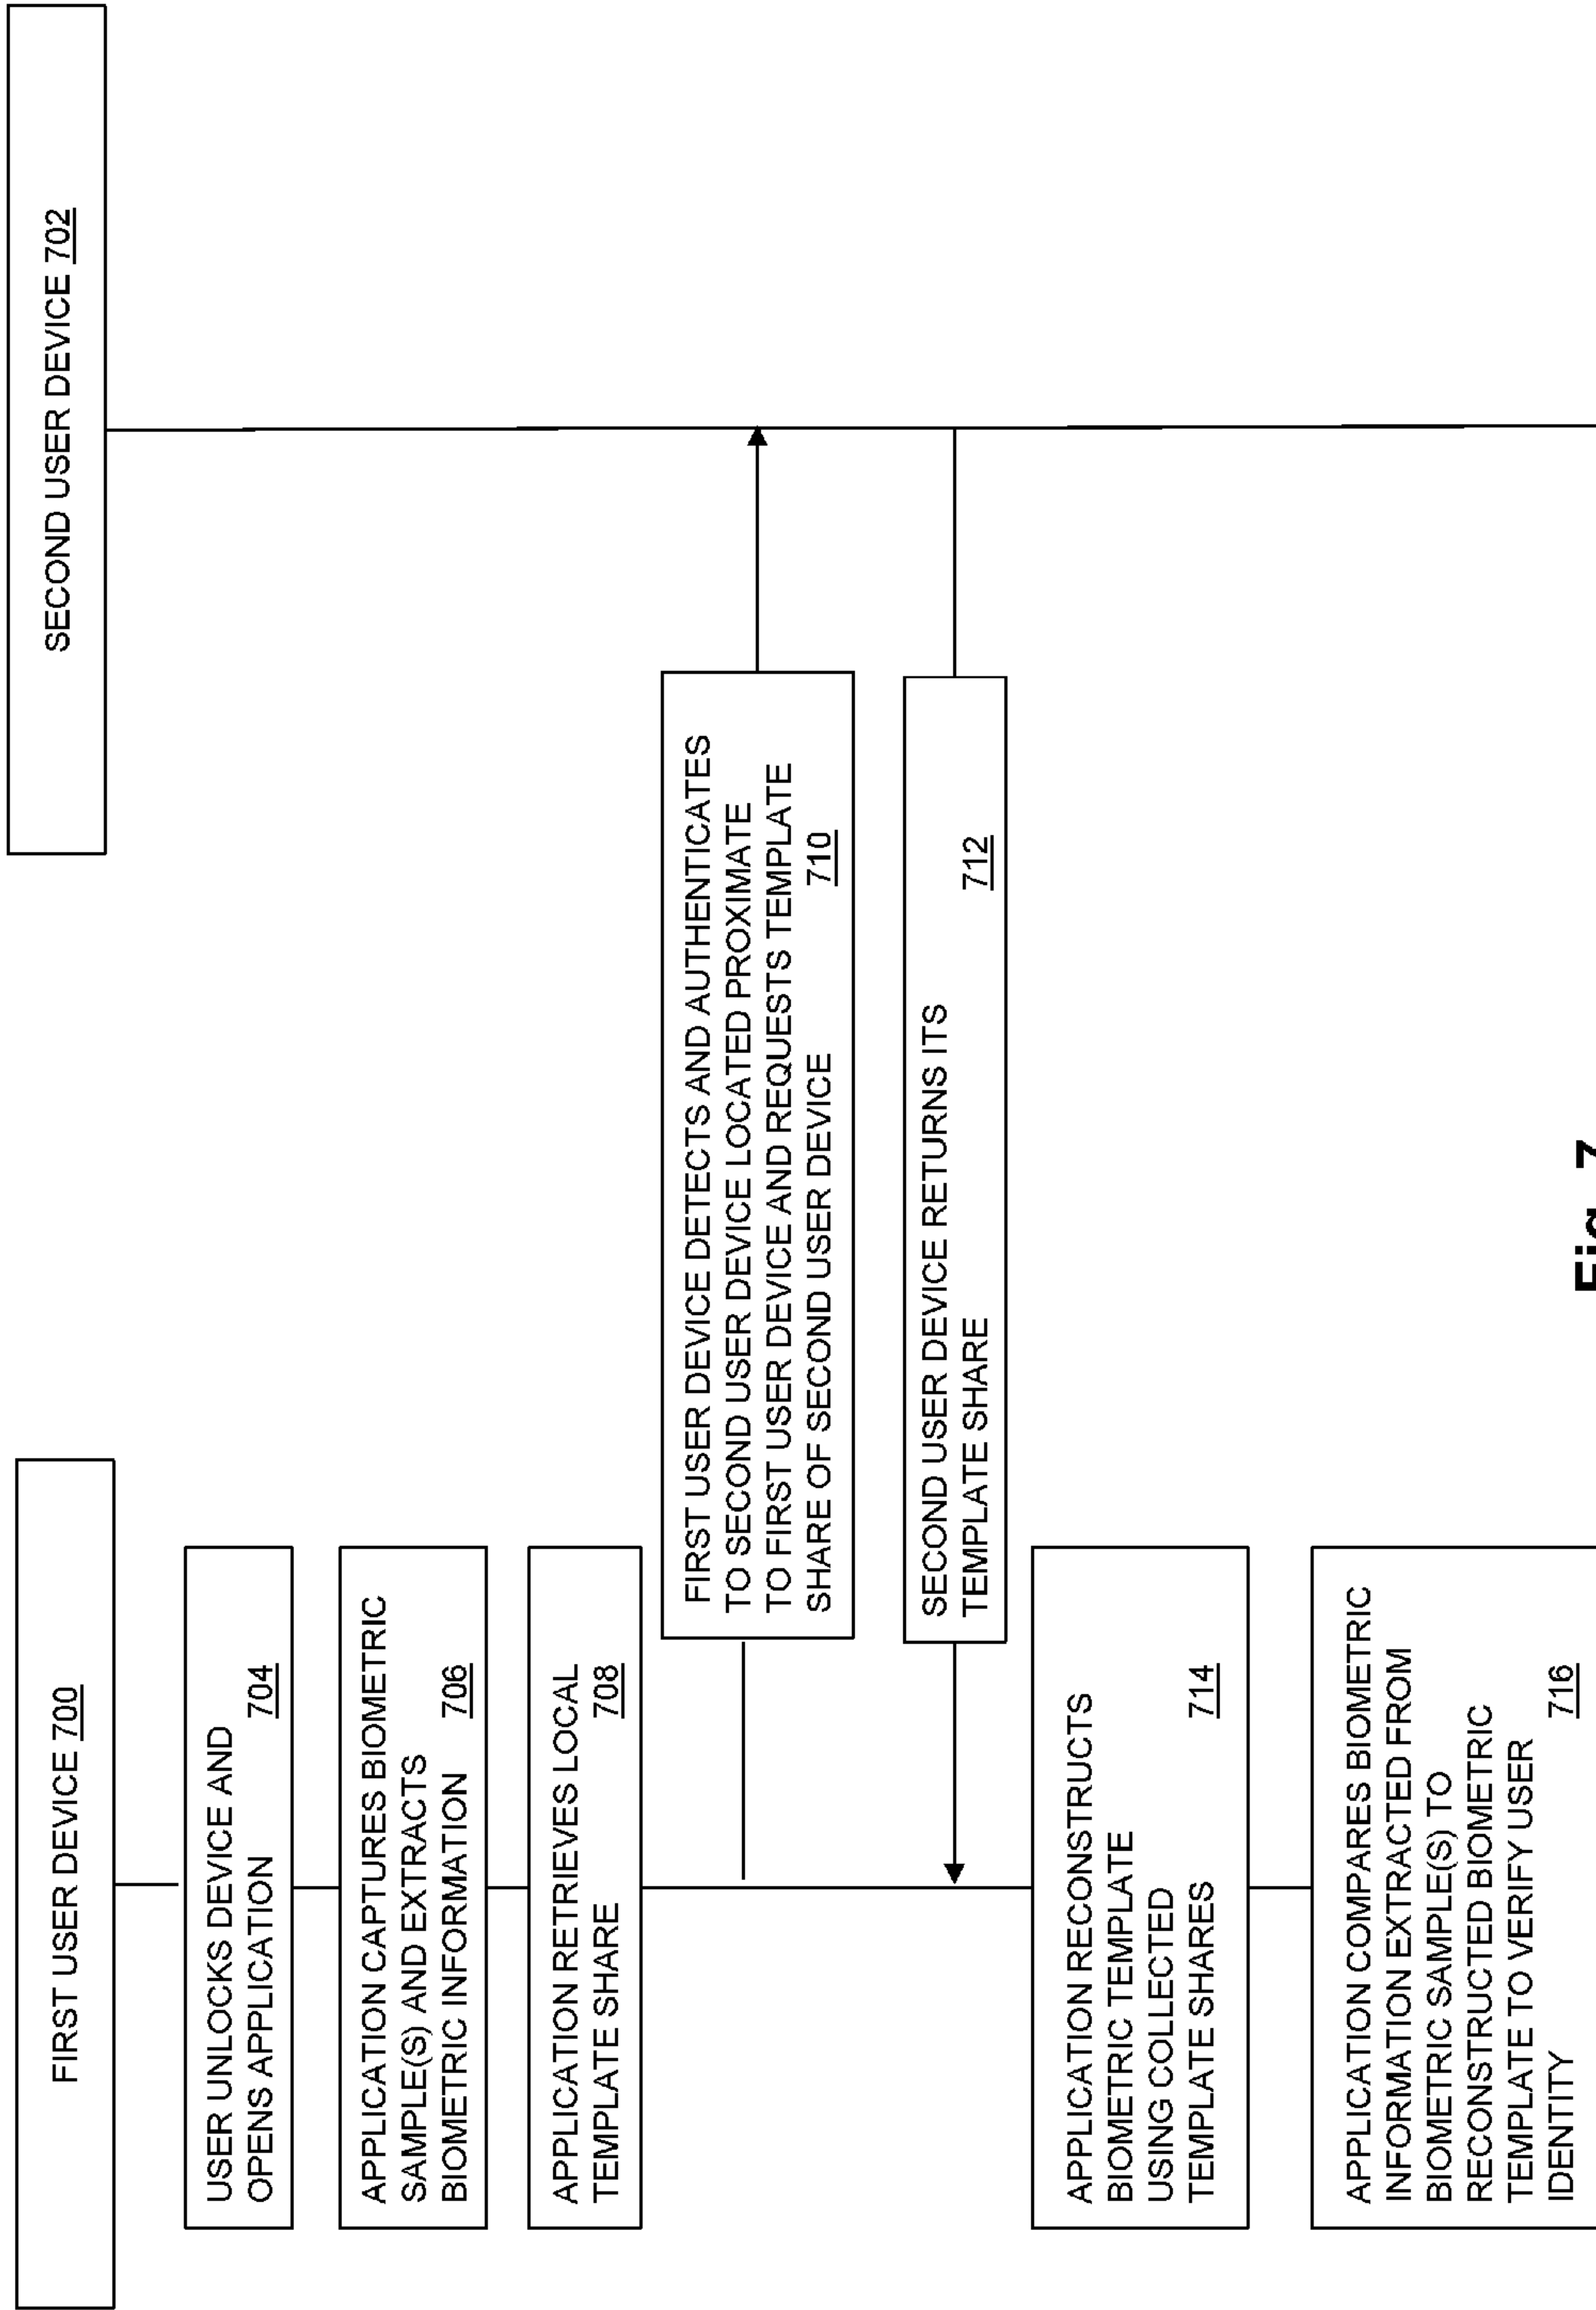 FIRST USER DEVICE 700
SECOND USER DEVICE 702
USER UNLOCKS DEVICE AND
OPENS APPLICATION 704
APPLICATION CAPTURES BIOMETRIC
SAMPLE(S) AND EXTRACTS
BIOMETRIC INFORMATION 706
APPLICATION RETRIEVES LOCAL
TEMPLATE SHARE 708
FIRST USER DEVICE DETECTS AND AUTHENTICATES
TO SECOND USER DEVICE LOCATED PROXIMATE
TO FIRST USER DEVICE AND REQUESTS TEMPLATE
SHARE OF SECOND USER DEVICE 710
SECOND USER DEVICE RETURNS ITS
TEMPLATE SHARE 712
APPLICATION RECONSTRUCTS
BIOMETRIC TEMPLATE
USING COLLECTED
TEMPLATE SHARES 714
APPLICATION COMPARES BIOMETRIC
INFORMATION EXTRACTED FROM
BIOMETRIC SAMPLE(S) TO
RECONSTRUCTED BIOMETRIC
TEMPLATE TO VERIFY USER
IDENTITY 716
Fig. 7